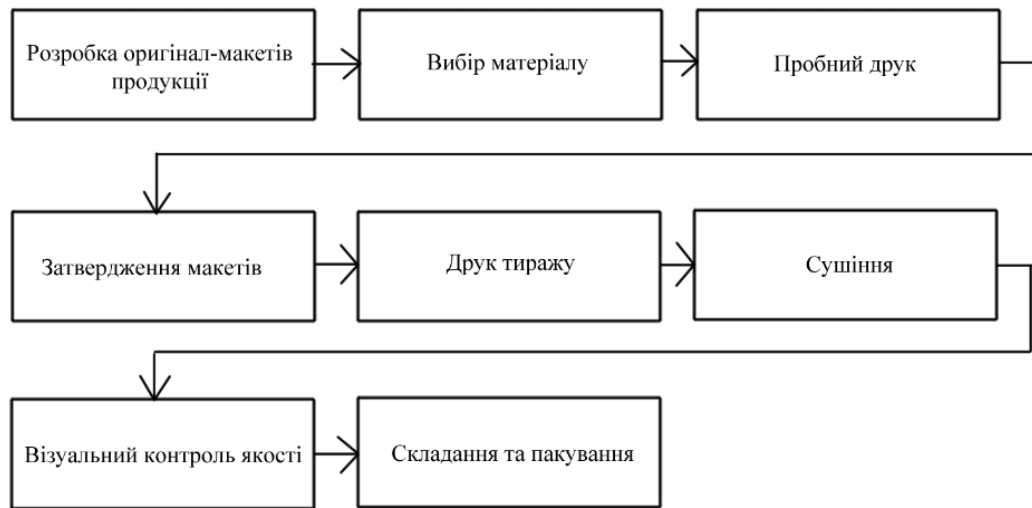 Розробка оригінал-макетів
продукції
Вибір матеріалу
Пробний друк
Затвердження макетів
Друк тиражу
Сушіння
Візуальний контроль якості
Складання та пакування